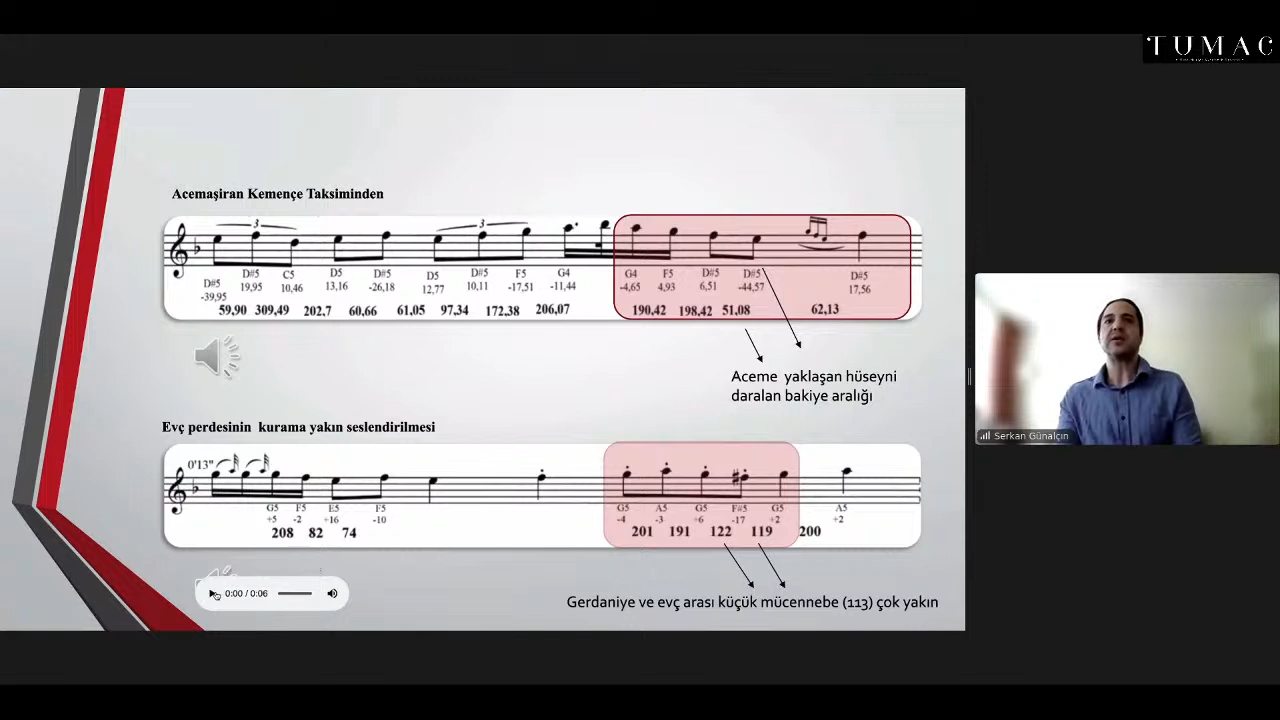 TUMAC
Acemaşiran Kemençe Taksiminden
3
3
D#5 D#5 C5 D5 D#5 D5 D#5 F5 G4 G4 F5 D#5 D#5 D#5
-39,95 19,95 10,46 13,16 -26,18 12,77 10,11 -17,51 -11,44 -4,65 4,93 6,51 -44,57 17,56
59,90 309,49 202,7 60,66 61,05 97,34 172,38 206,07 190,42 198,42 51,08 62,13
Aceme yaklaşan hüseyni
daralan bakiye aralığı
Serkan Günalçın
Evç perdesinin kurama yakın seslendirilmesi
0'13"
G5 F5 E5 F5 G5 A5 G5 F#5 G5 A5
+5 -2 +16 -10 -4 -3 +6 -17 +2 +2
208 82 74 201 191 122 119 200
0:00 / 0:06
Gerdaniye ve evç arası küçük mücennebe (113) çok yakın